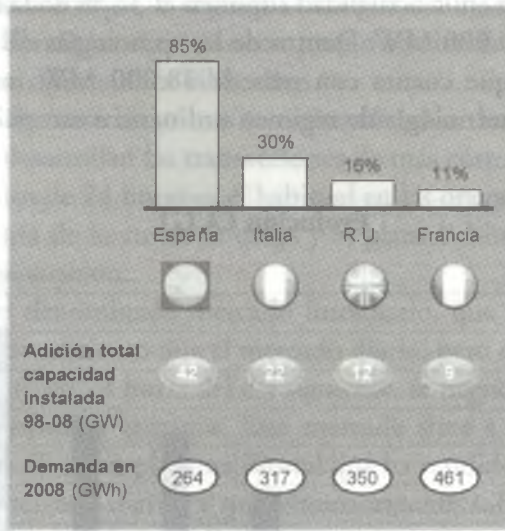 85%
30%
16%
11%
España Italia R.U Francia
Adición total
capacidad
instalada
98-08 (GW)
42 22 12 9
Demanda en
2008 (GWh)
264 317 350 461